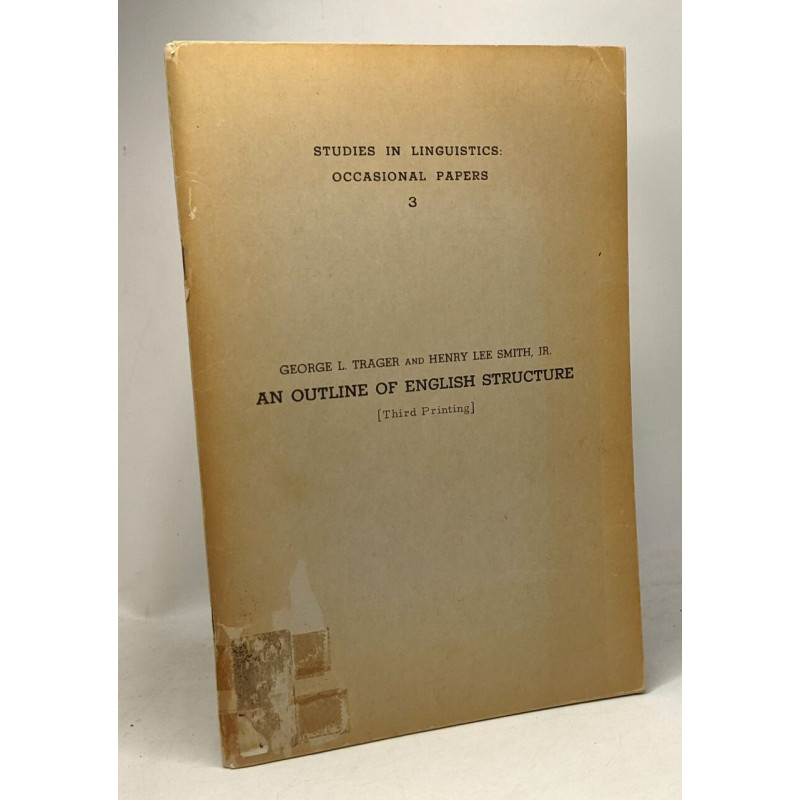 STUDIES IN LINGUISTICS:
OCCASIONAL PAPERS
3
GEORGE L. TRAGER AND HENRY LEE SMITH, JR.
AN OUTLINE OF ENGLISH STRUCTURE
[Third Printing]